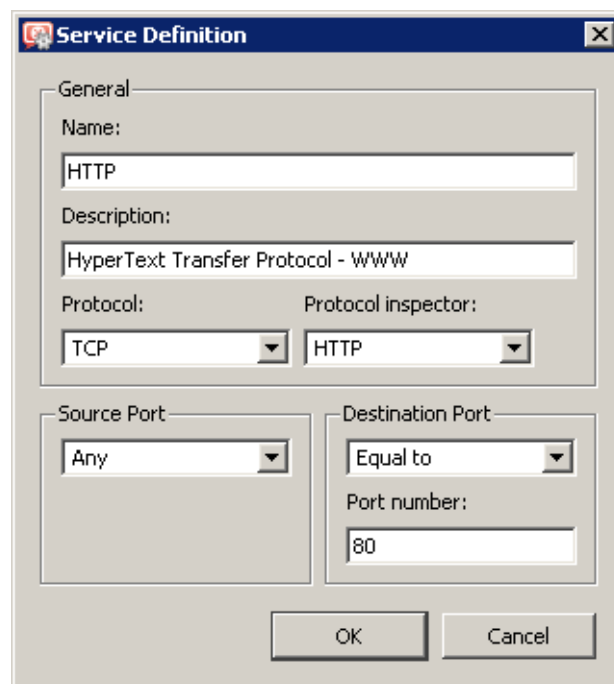 Service Definition
General
Name:
HTTP
Description:
HyperText Transfer Protocol - WWW
Protocol: Protocol inspector:
TCP HTTP
Source Port Destination Port
Any Equal to
Port number:
80
OK Cancel